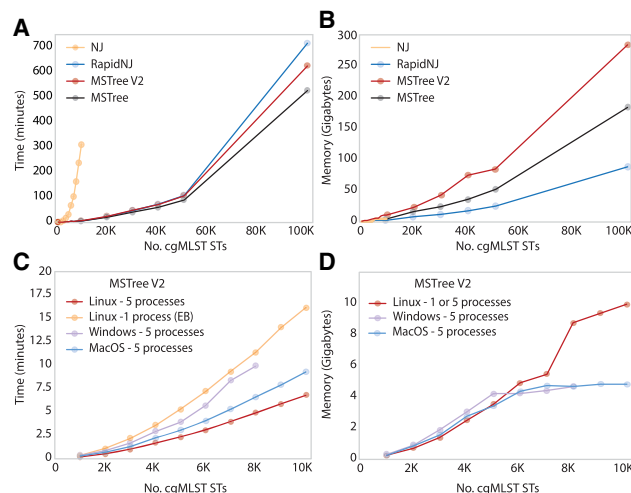 A
700
600
500
400
300
200
100
0
Time (minutes)
NJ
RapidNJ
MSTree V2
MSTree
0
20K
40K
60K
80K
100K
No. cgMLST STs
B
300
250
200
150
100
50
0
Memory (Gigabytes)
NJ
RapidNJ
MSTree V2
MSTree
0
20K
40K
60K
80K
100K
No. cgMLST STs
C
20
17.5
15
12.5
10
7.5
5
2.5
0
Time (minutes)
MSTree V2
Linux - 5 processes
Linux -1 process (EB)
Windows - 5 processes
MacOS - 5 processes
0
2K
4K
6K
8K
10K
No. cgMLST STs
D
10
8
6
4
2
0
Memory (Gigabytes)
MSTree V2
Linux - 1 or 5 processes
Windows - 5 processes
MacOS - 5 processes
0
2K
4K
6K
8K
10K
No. cgMLST STs